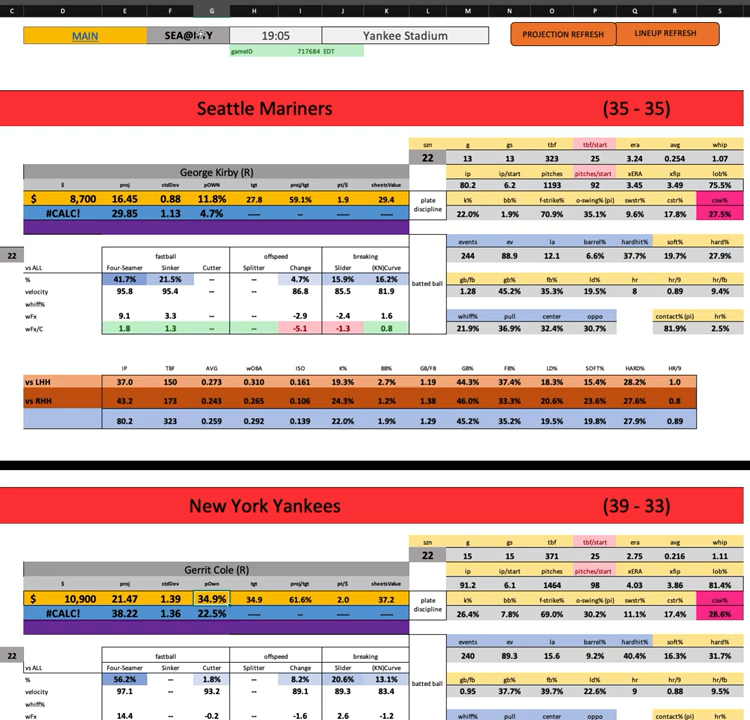 C D E F G H I J K L M N O P Q R S
MAIN SEA@ 19:05 Yankee Stadium PROJECTION REFRESH LINEUP REFRESH
gameID 717684 EDT
Seattle Mariners (35 - 35)
szn g gs tbf tbf/start era avg whip
22 13 13 323 25 3.24 0.254 1.07
George Kirby (R) ip ip/start pitches pitches/start xERA xfip lob%
$ proj stdDev pOWN tgt proj/tgt pt/$ sheetsValue 80.2 6.2 1193 92 3.45 3.49 75.5%
$ 8,700 16.45 0.88 11.8% 27.8 59.1% 1.9 29.4 plate discipline k% bb% f-strike% o-swing% (pi) swstr% cstr% csw%
#CALC! 29.85 1.13 4.7% ---- -- ---- 22.0% 1.9% 70.9% 35.1% 9.6% 17.8% 27.5%
22 fastball offspeed breaking events ev la barrel% hardhit% soft% hard%
244 88.9 12.1 6.6% 37.7% 19.7% 27.9%
vs ALL Four-Seamer Sinker Cutter Splitter Change Slider (KN)Curve
% 41.7% 21.5% -- -- 4.7% 15.9% 16.2% batted ball gb/fb gb% fb% ld% hr hr/9 hr/fb
velocity 95.8 95.4 -- -- 86.8 85.5 81.9 1.28 45.2% 35.3% 19.5% 8 0.89 9.4%
whiff%
wFx 9.1 3.3 -- -- -2.9 -2.4 1.6 whiff% pull center oppo contact% (pi) hr%
wFx/C 1.8 1.3 -- -- -5.1 -1.3 0.8 21.9% 36.9% 32.4% 30.7% 81.9% 2.5%
IP TBF AVG wOBA ISO K% BB% GB/FB GB% FB% LD% SOFT% HARD% HR/9
vs LHH 37.0 150 0.273 0.310 0.161 19.3% 2.7% 1.19 44.3% 37.4% 18.3% 15.4% 28.2% 1.0
vs RHH 43.2 173 0.243 0.265 0.106 24.3% 1.2% 1.38 46.0% 33.3% 20.6% 23.6% 27.6% 0.8
80.2 323 0.259 0.292 0.139 22.0% 1.9% 1.29 45.2% 35.2% 19.5% 19.8% 27.9% 0.89
New York Yankees (39 - 33)
szn g gs tbf tbf/start era avg whip
22 15 15 371 25 2.75 0.216 1.11
Gerrit Cole (R) ip ip/start pitches pitches/start xERA xfip lob%
$ proj stdDev pOwn tgt proj/tgt pt/$ sheetsValue 91.2 6.1 1464 98 4.03 3.86 81.4%
$ 10,900 21.47 1.39 34.9% 34.9 61.6% 2.0 37.2 plate discipline k% bb% f-strike% o-swing% (pi) swstr% cstr% csw%
#CALC! 38.22 1.36 22.5% ---- -- ---- 26.4% 7.8% 69.0% 30.2% 11.1% 17.4% 28.6%
22 fastball offspeed breaking events ev la barrel% hardhit% soft% hard%
240 89.3 15.6 9.2% 40.4% 16.3% 31.7%
vs ALL Four-Seamer Sinker Cutter Splitter Change Slider (KN)Curve
% 56.2% -- 1.8% -- 8.2% 20.6% 13.1% batted ball gb/fb gb% fb% ld% hr hr/9 hr/fb
velocity 97.1 -- 93.2 -- 89.1 89.3 83.4 0.95 37.7% 39.7% 22.6% 9 0.88 9.5%
whiff%
wFx 14.4 -- -0.2 -- -1.6 2.6 -1.2 whiff% pull center oppo contact% (pi) hr%